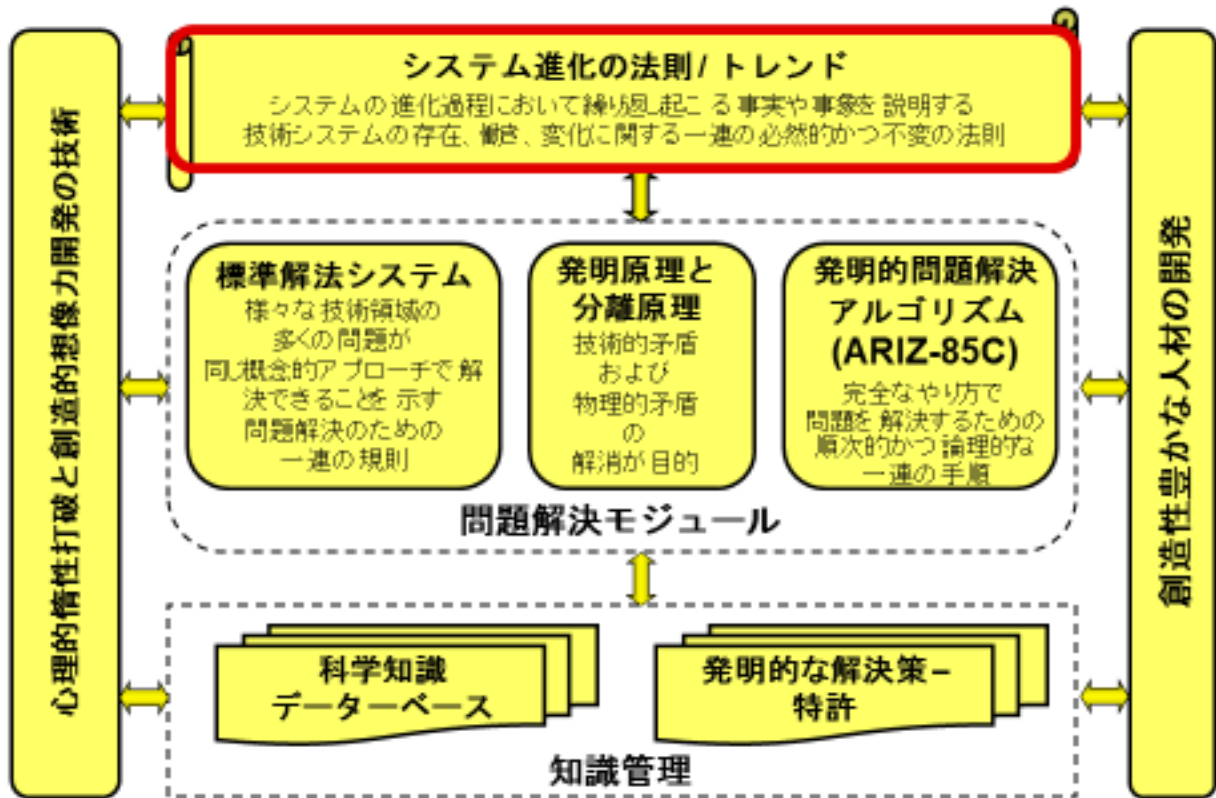 心理的惰性打破と創造的想像力開発の技術
システム進化の法則/ トレンド
システムの進化過程において繰り返し起こる事実や事象を説明する
技術システムの存在、働き、変化に関する一連の必然的かつ不変の法則
標準解法システム
様々な技術領域の
多くの問題が
同じ概念的アプローチで解
決できることを示す
問題解決のための
一連の規則
発明原理と
分離原理
技術的矛盾
および
物理的矛盾
の
解消が目的
発明的問題解決
アルゴリズム
(ARIZ-85C)
完全なやり方で
問題を解決するための
順次的かつ論理的な
一連の手順
問題解決モジュール
科学知識
データーベース
発明的な解決策–
特許
知識管理
創造性豊かな人材の開発